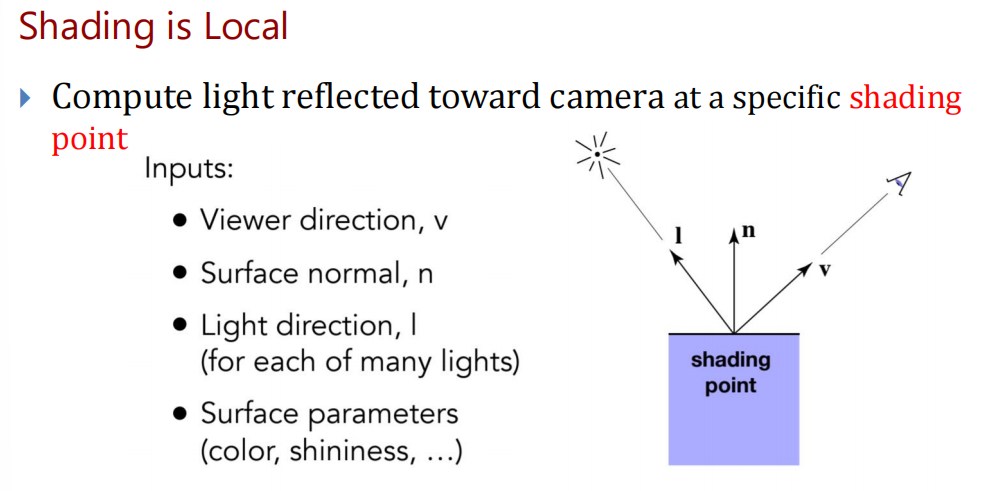 Shading is Local
Compute light reflected toward camera at a specific shading
point
Inputs:
• Viewer direction, v
• Surface normal, n
• Light direction, l
(for each of many lights)
• Surface parameters
(color, shininess, ...)
l
n
v
shading
point